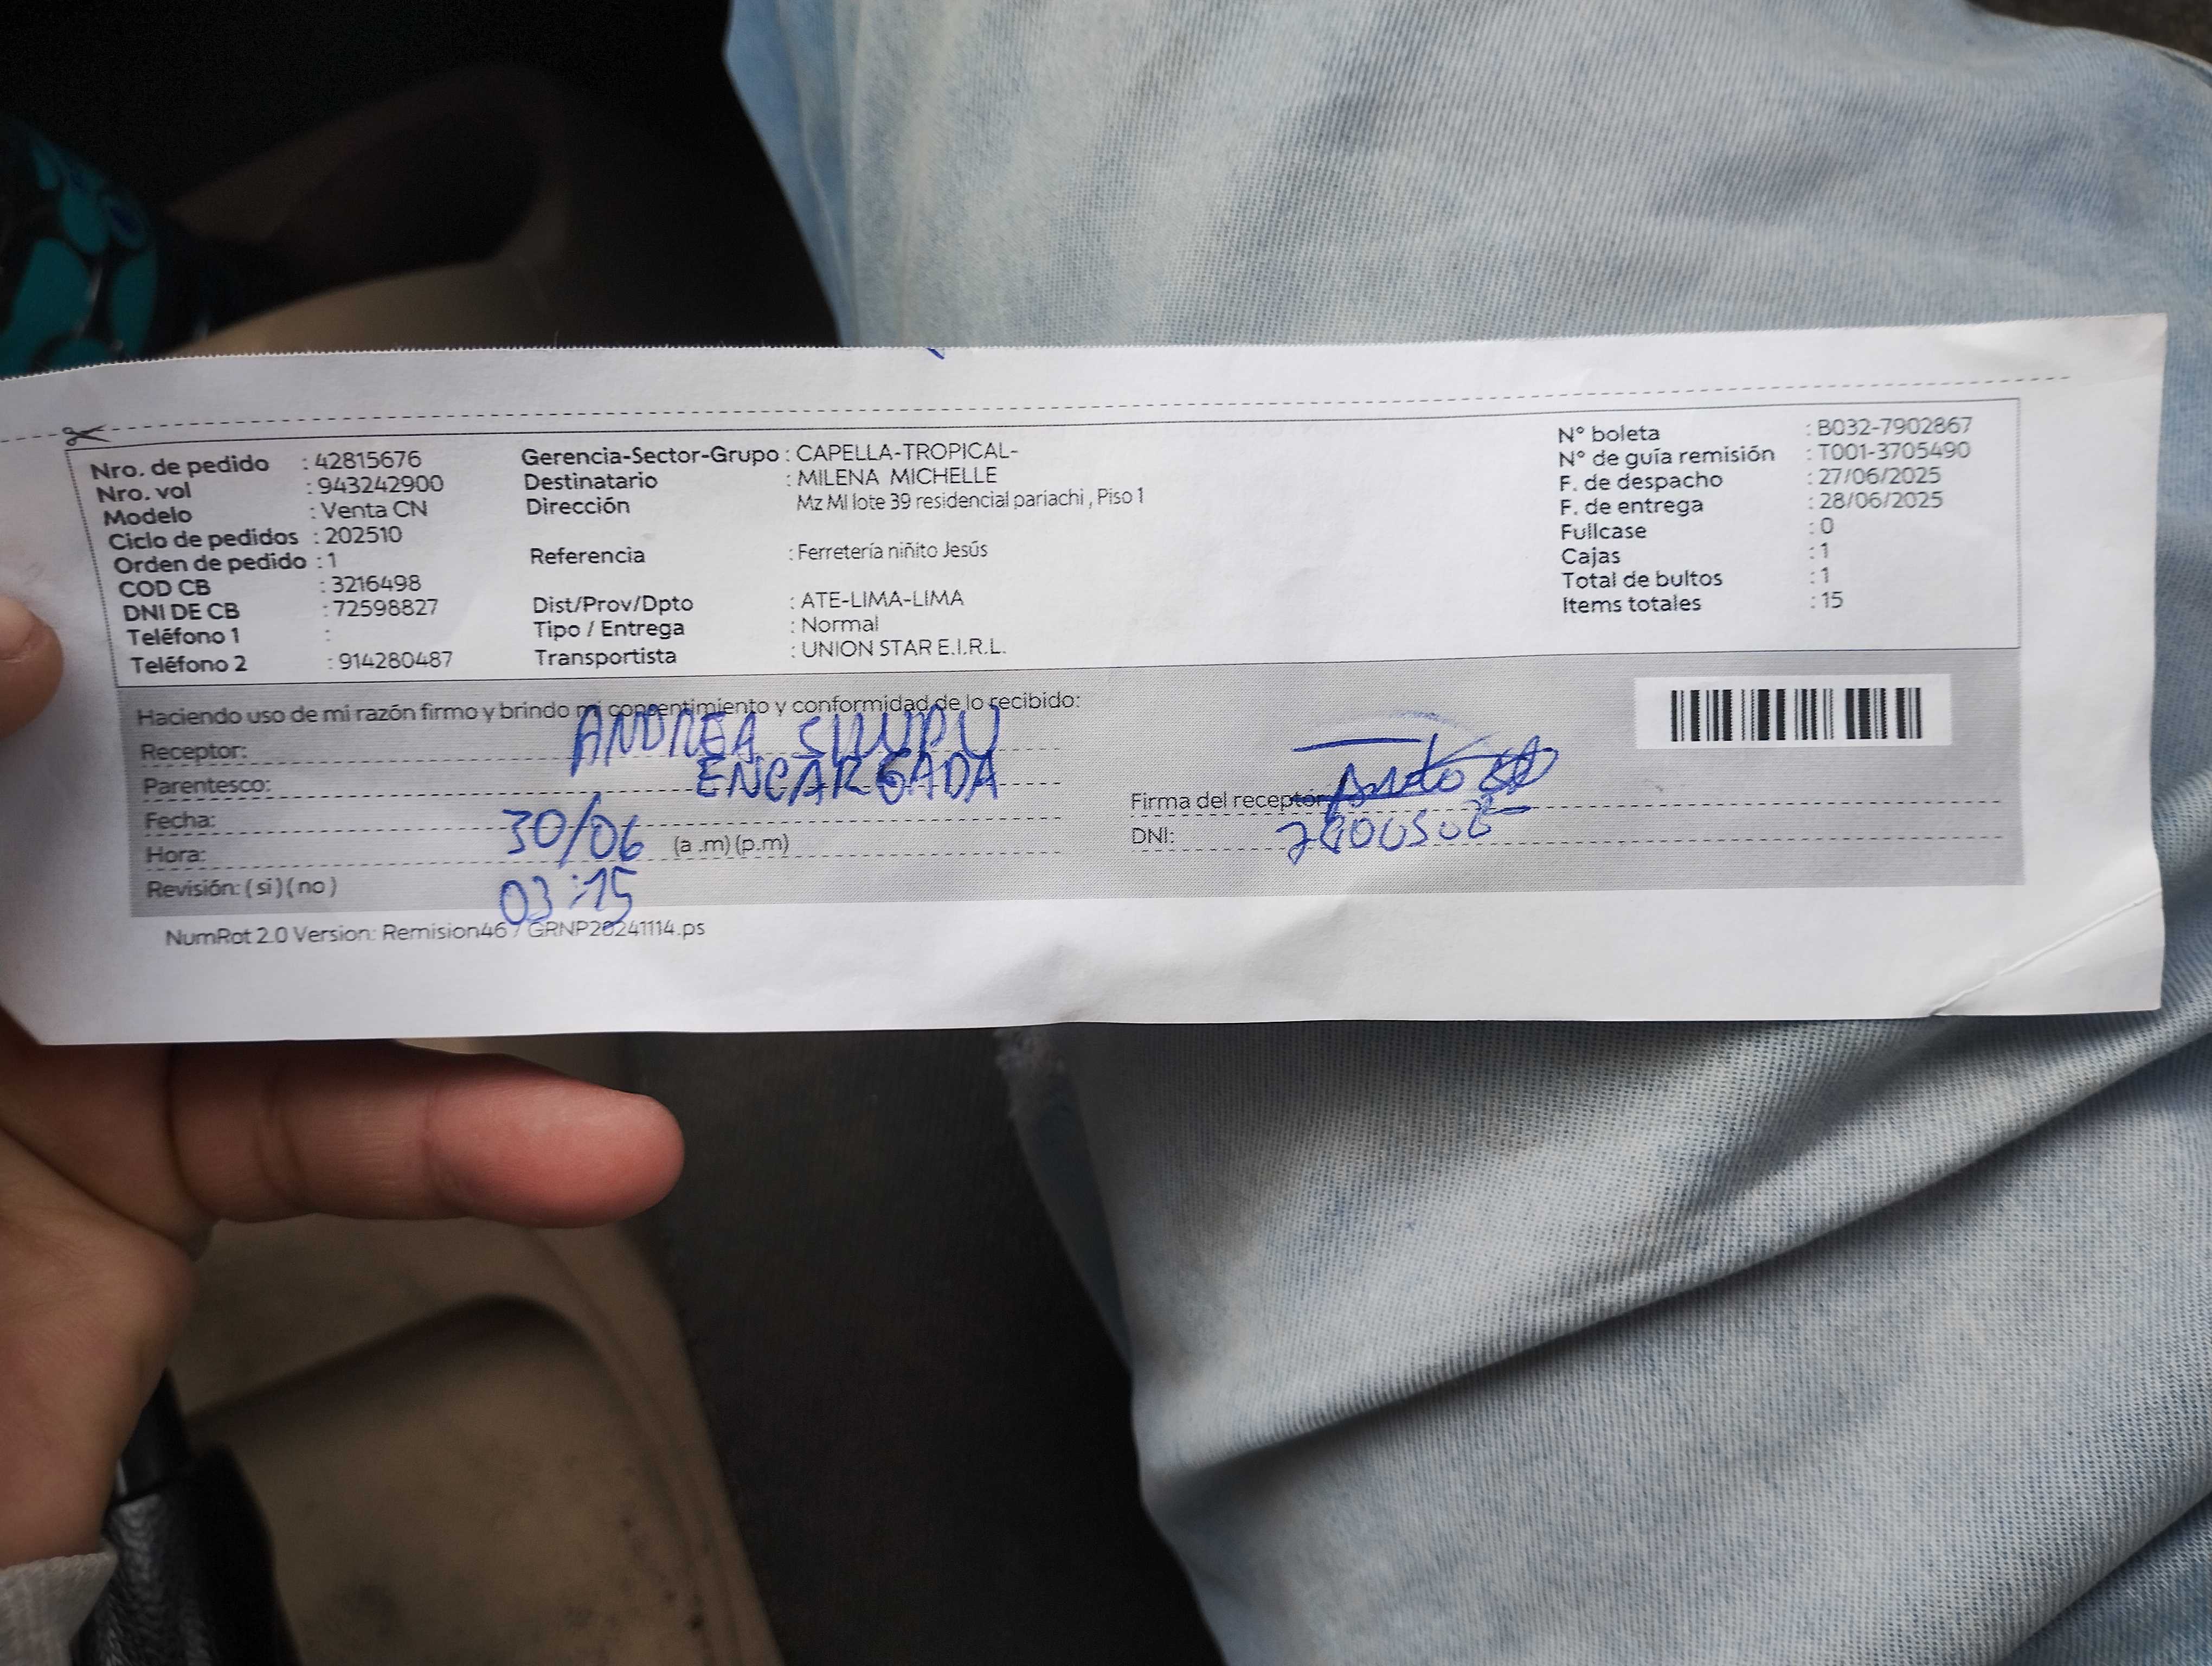 Nro. de pedido : 42815676
Nro. vol : 943242900
Modelo : Venta CN
Ciclo de pedidos : 202510
Orden de pedido : 1
COD CB : 3216498
DNI DE CB : 72598827
Teléfono 1 :
Teléfono 2 : 914280487
Gerencia-Sector-Grupo : CAPELLA-TROPICAL-
Destinatario : MILENA MICHELLE
Dirección Mz MI lote 39 residencial pariachi , Piso 1
Referencia : Ferretería niñito Jesús
Dist/Prov/Dpto : ATE-LIMA-LIMA
Tipo / Entrega : Normal
Transportista : UNION STAR E.I.R.L.
N° boleta : B032-7902867
N° de guía remisión : T001-3705490
F. de despacho : 27/06/2025
F. de entrega : 28/06/2025
Fullcase : 0
Cajas : 1
Total de bultos : 1
Items totales : 15
Haciendo uso de mi razón firmo y brindo mi consentimiento y conformidad de lo recibido:
Receptor: ANDREA
Parentesco: ENCARGADA
Fecha: 30/06
Hora: (a .m) (p.m)
03:15
Revisión: ( si ) ( no )
Firma del receptor
DNI:
NumRot 2.0 Version: Remision46 / GRNP20241114.ps